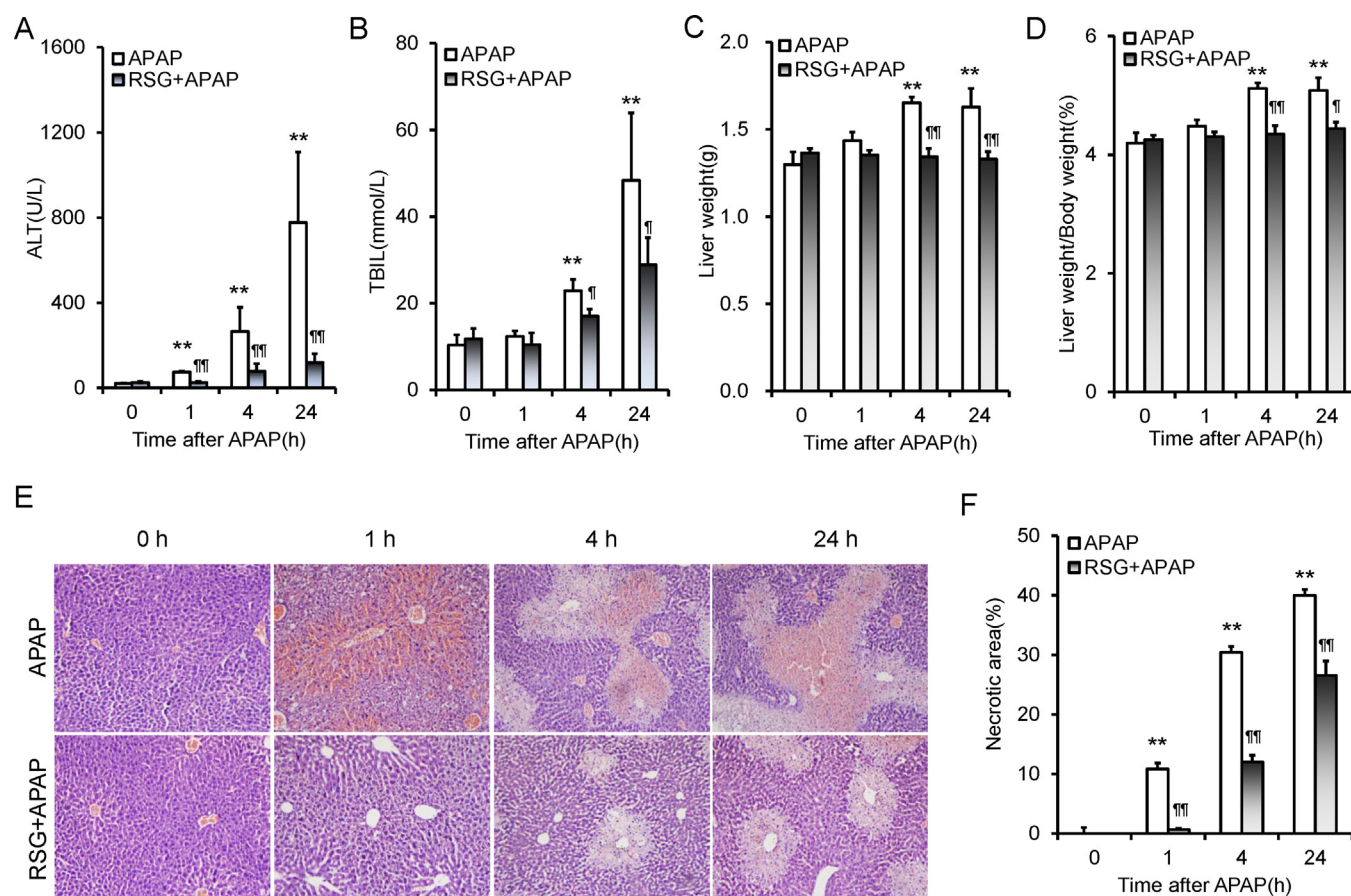 A
1600
1200
800
400
0
ALT(U/L)
APAP
RSG+APAP
**
¶¶
**
¶¶
**
¶¶
0 1 4 24
Time after APAP(h)
B
80
60
40
20
0
TBIL(mmol/L)
APAP
RSG+APAP
**
¶
**
¶
0 1 4 24
Time after APAP(h)
C
2.0
1.5
1.0
0.5
0.0
Liver weight(g)
APAP
RSG+APAP
**
¶¶
**
¶¶
0 1 4 24
Time after APAP(h)
D
6
4
2
0
Liver weight/Body weight(%)
APAP
RSG+APAP
**
¶¶
**
¶
0 1 4 24
Time after APAP(h)
E
0 h 1 h 4 h 24 h
APAP
RSG+APAP
F
50
40
30
20
10
0
Necrotic area(%)
APAP
RSG+APAP
**
¶¶
**
¶¶
**
¶¶
0 1 4 24
Time after APAP(h)